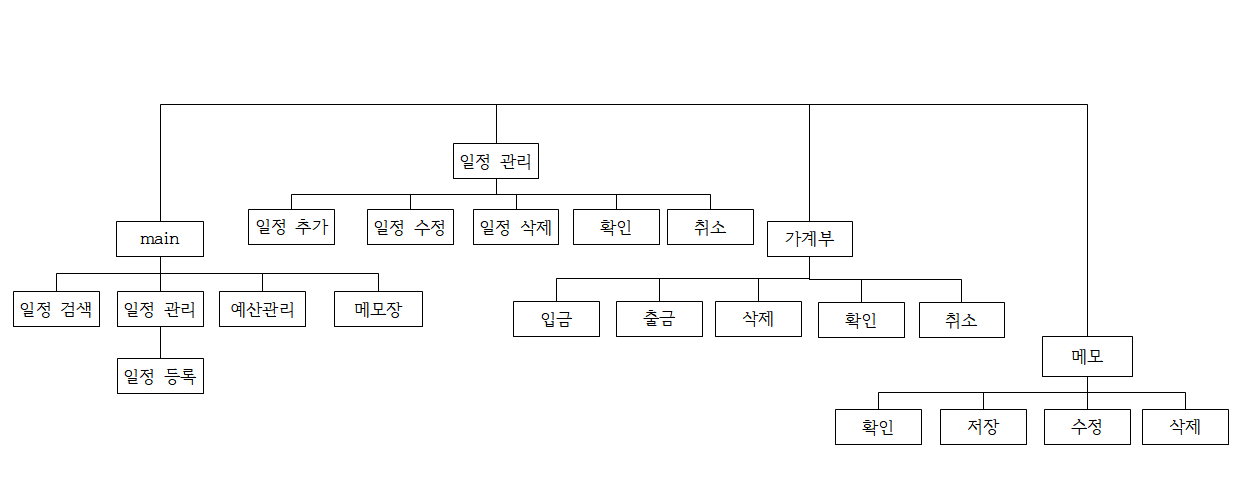 일정 관리
일정 추가
일정 수정
일정 삭제
확인
취소
main
가계부
일정 검색
일정 관리
예산관리
메모장
입금
출금
삭제
확인
취소
메모
일정 등록
확인
저장
수정
삭제